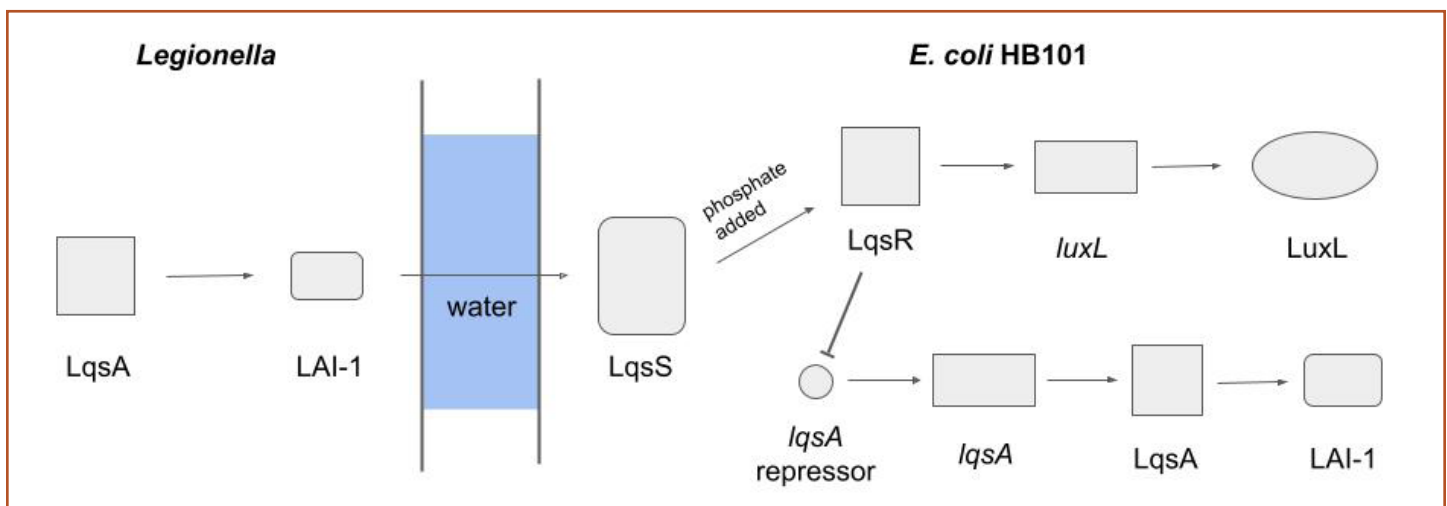 Legionella
E. coli HB101
LqsA
LAI-1
water
LqsS
phosphate
added
LqsR
luxL
LuxL
lqsA
repressor
lqsA
LqsA
LAI-1